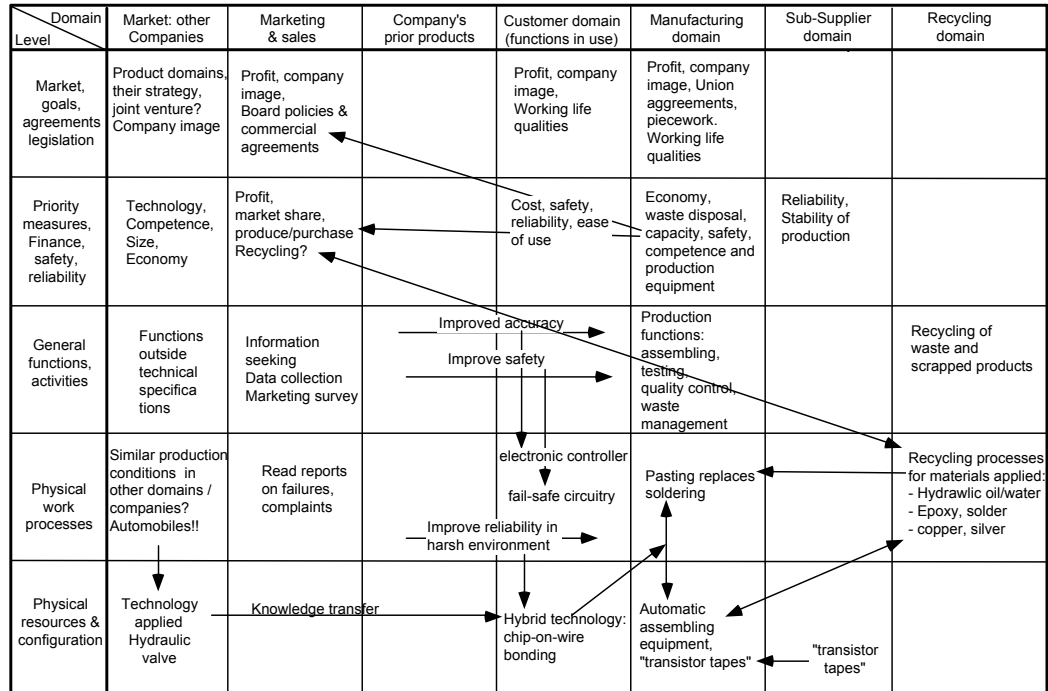 Domain
Level
Market: other
Companies
Marketing
& sales
Company's
prior products
Customer domain
(functions in use)
Manufacturing
domain
Sub-Supplier
domain
Recycling
domain
Market,
goals,
agreements
legislation
Product domains,
their strategy,
joint venture?
Company image
Profit, company
image,
Board policies &
commercial
agreements
Profit, company
image,
Working life
qualities
Profit, company
image, Union
aggreements,
piecework.
Working life
qualities
Priority
measures,
Finance,
safety,
reliability
Technology,
Competence,
Size,
Economy
Profit,
market share,
produce/purchase
Recycling?
Cost, safety,
reliability, ease
of use
Economy,
waste disposal,
capacity, safety,
competence and
production
equipment
Reliability,
Stability of
production
General
functions,
activities
Functions
outside
technical
specifica
tions
Information
seeking
Data collection
Marketing survey
Improved accuracy
Improve safety
Production
functions:
assembling,
testing,
quality control,
waste
management
Recycling of
waste and
scrapped products
Physical
work
processes
Similar production
conditions in
other domains /
companies?
Automobiles!!
Read reports
on failures,
complaints
electronic controller
fail-safe circuitry
Improve reliability in
harsh environment
Pasting replaces
soldering
Recycling processes
for materials applied:
- Hydrawlic oil/water
- Epoxy, solder
- copper, silver
Physical
resources &
configuration
Technology
applied
Hydraulic
valve
Knowledge transfer
Hybrid technology:
chip-on-wire
bonding
Automatic
assembling
equipment,
"transistor tapes"
"transistor
tapes"